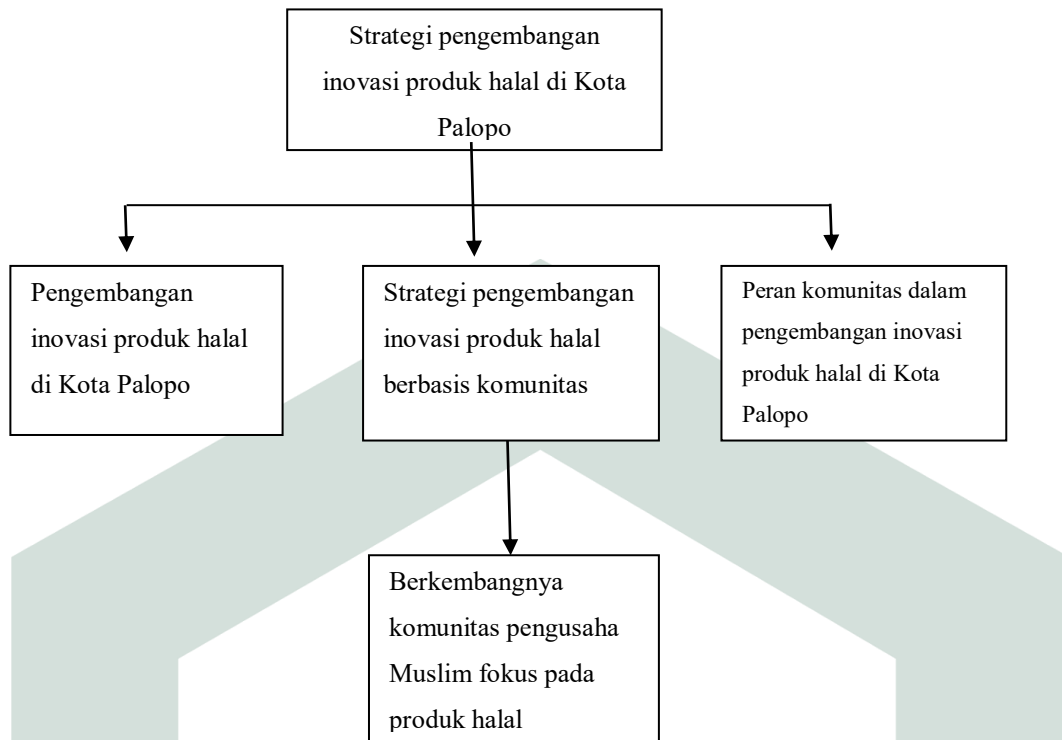 Strategi pengembangan
inovasi produk halal di Kota
Palopo
Pengembangan
inovasi produk halal
di Kota Palopo
Strategi pengembangan
inovasi produk halal
berbasis komunitas
Peran komunitas dalam
pengembangan inovasi
produk halal di Kota
Palopo
Berkembangnya
komunitas pengusaha
Muslim fokus pada
produk halal